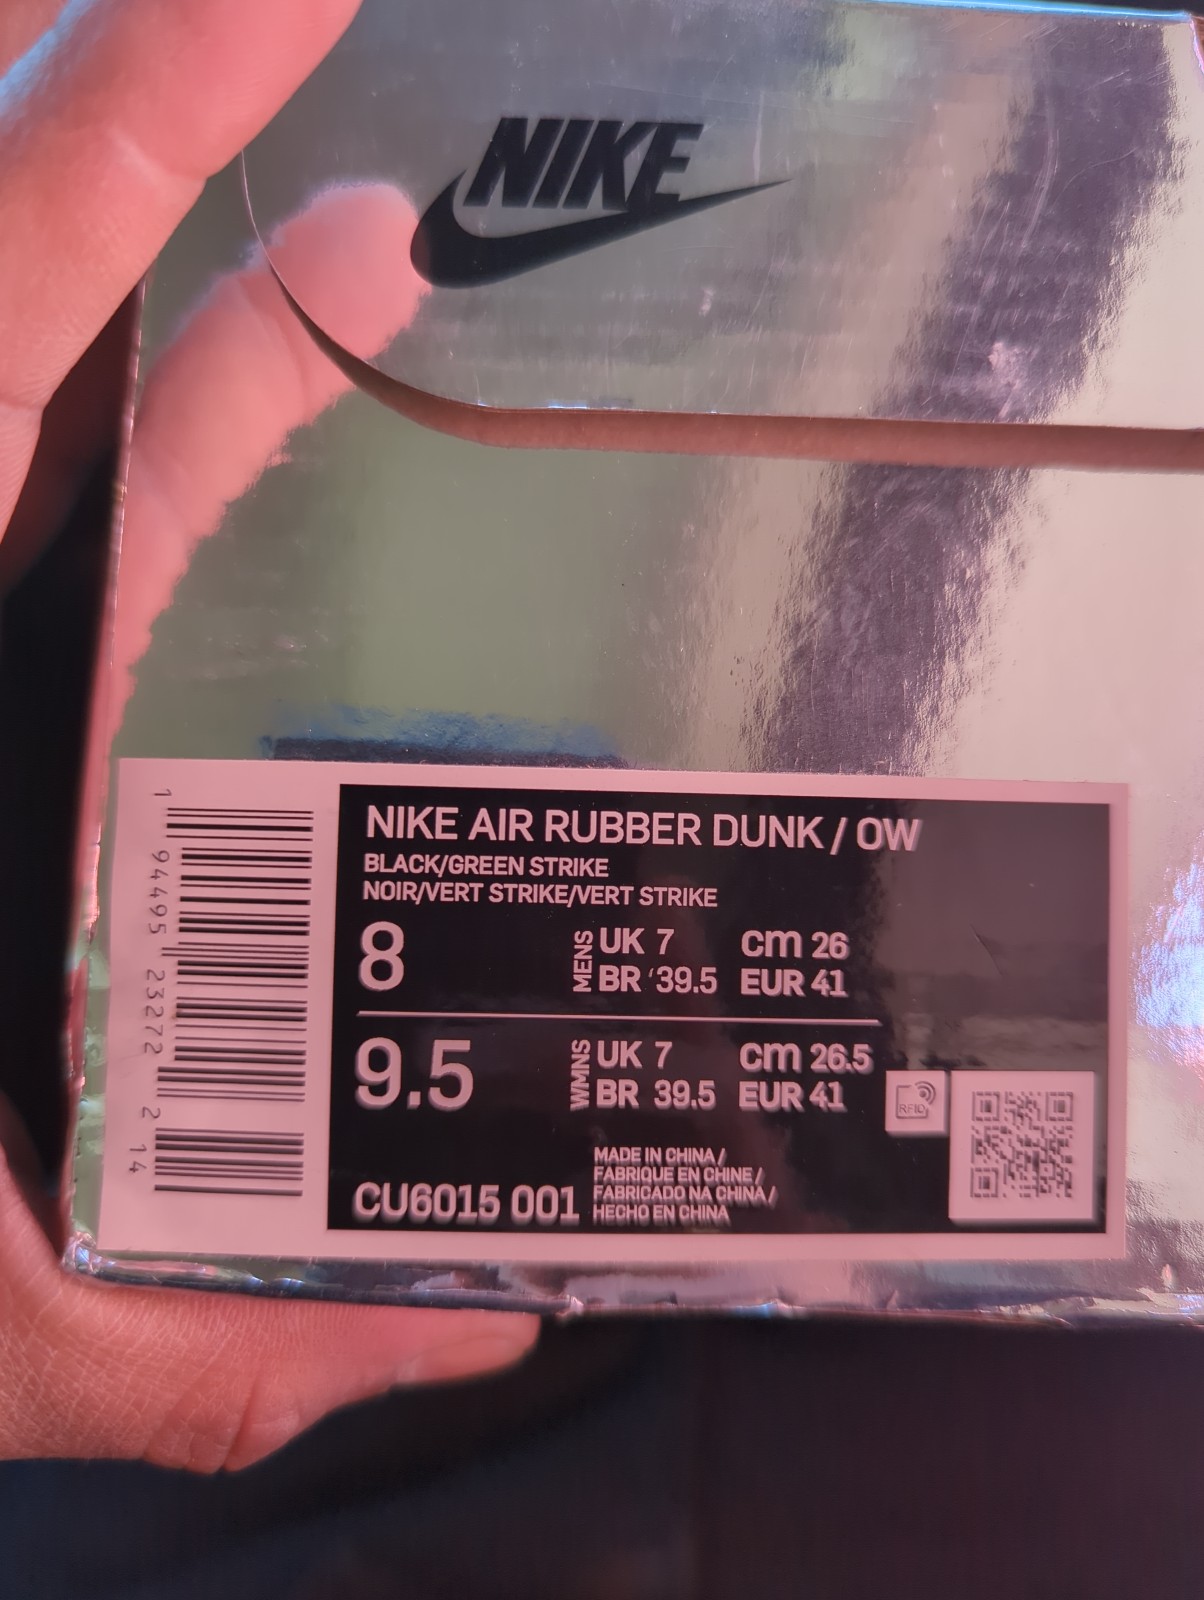 NIKE
NIKE AIR RUBBER DUNK / OW
BLACK/GREEN STRIKE
NOIR/VERT STRIKE/VERT STRIKE
8 MENS UK 7 cm 26
BR 39.5 EUR 41
9.5 WMNS UK 7 cm 26.5
BR 39.5 EUR 41
RFID
MADE IN CHINA /
FABRIQUE EN CHINE /
FABRICADO NA CHINA /
HECHO EN CHINA
CU6015 001
1 94495 23272 2 14